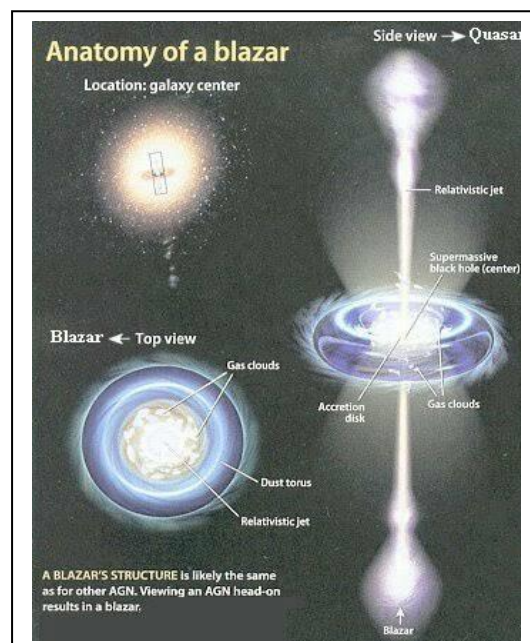 Anatomy of a blazar
Location: galaxy center
Side view → Quasar
Relativistic jet
Supermassive
black hole (center)
Blazar ← Top view
Gas clouds
Accretion
disk
Gas clouds
Dust torus
Relativistic jet
A BLAZAR'S STRUCTURE is likely the same
as for other AGN. Viewing an AGN head-on
results in a blazar.
Blazar